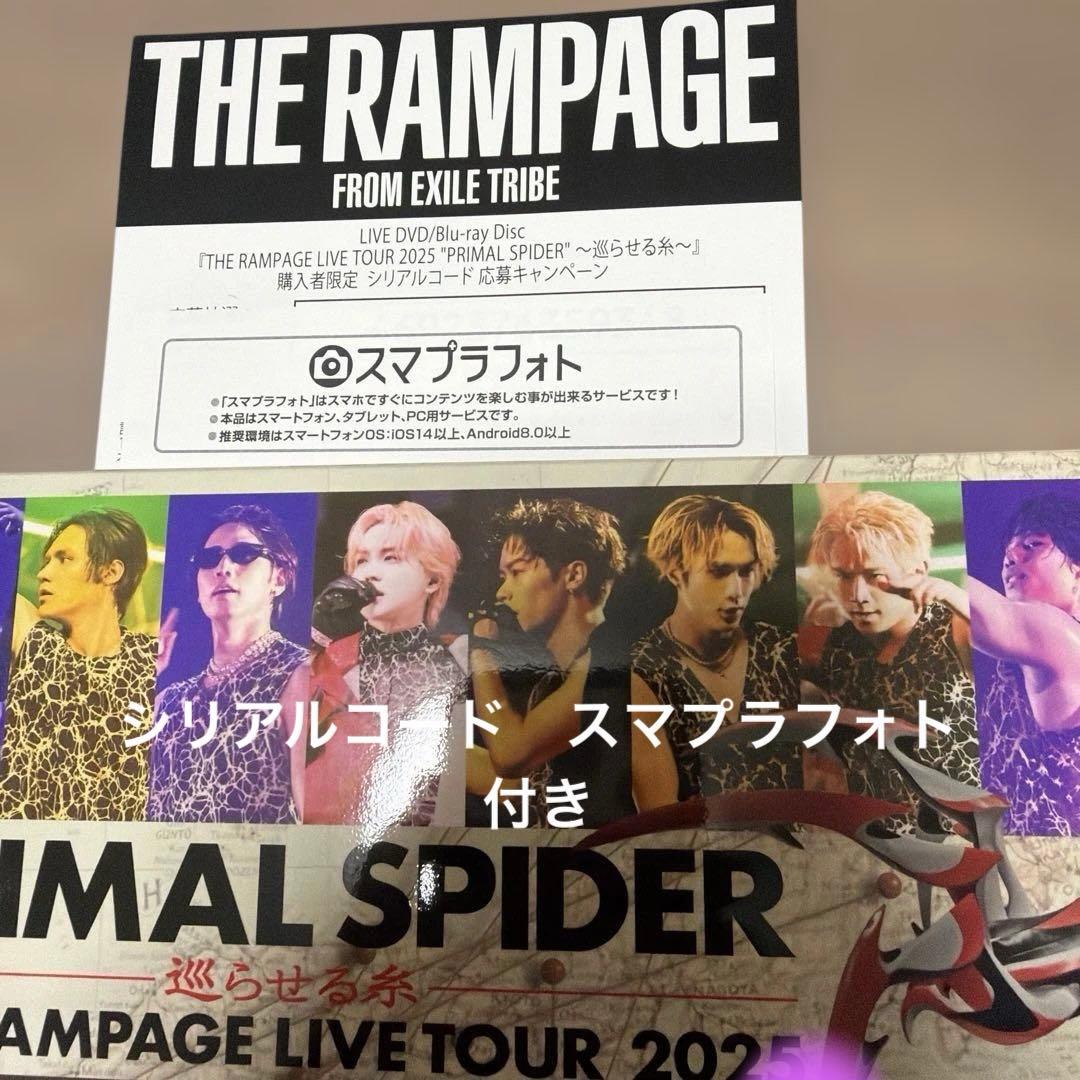 THE RAMPAGE
FROM EXILE TRIBE
LIVE DVD/Blu-ray Disc
『THE RAMPAGE LIVE TOUR 2025 "PRIMAL SPIDER" ～巡らせる糸～』
購入者限定 シリアルコード 応募キャンペーン
スマプラフォト
●「スマプラフォト」はスマホですぐにコンテンツを楽しむ事が出来るサービスです！
●本品はスマートフォン、タブレット、PC用サービスです。
●推奨環境はスマートフォンOS：iOS14以上、Android8.0以上
シリアルコード　スマプラフォト
付き
IMAL SPIDER
巡らせる糸
AMPAGE LIVE TOUR 2025